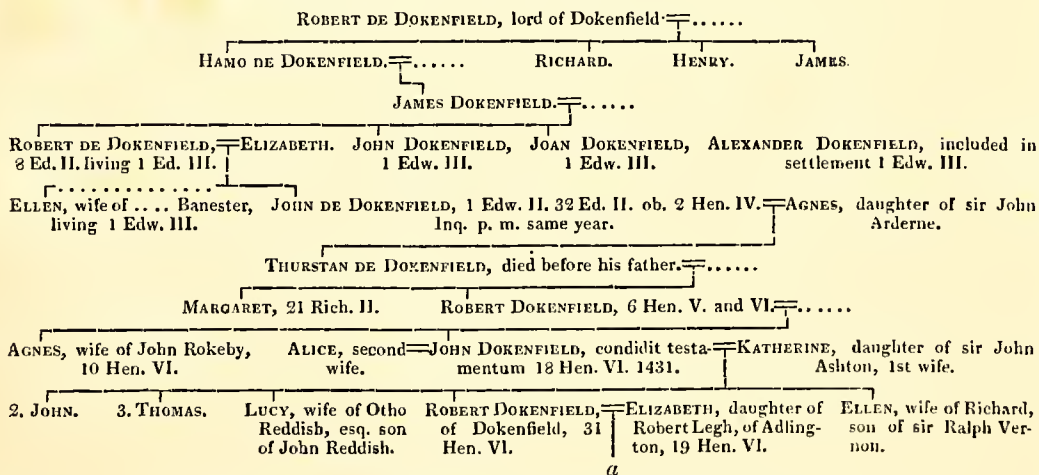 ROBERT DE DOKENFIELD, lord of Dokenfield ......
HAMO DE DOKENFIELD. ...... RICHARD. HENRY. JAMES.
JAMES DOKENFIELD. ......
ROBERT DE DOKENFIELD, ELIZABETH. JOHN DOKENFIELD, JOAN DOKENFIELD, ALEXANDER DOKENFIELD, included in
8 Ed. II. living 1 Ed. III. 1 Edw. III. 1 Edw. III. settlement 1 Edw. III.
ELLEN, wife of .... Banester, JOHN DE DOKENFIELD, 1 Edw. II. 32 Ed. II. ob. 2 Hen. IV. AGNES, daughter of sir John
living 1 Edw. III. Inq. p. m. same year. Arderne.
THURSTAN DE DOKENFIELD, died before his father. ......
MARGARET, 21 Rich. II. ROBERT DOKENFIELD, 6 Hen. V. and VI. ......
AGNES, wife of John Rokeby, ALICE, second JOHN DOKENFIELD, condidit testa- KATHERINE, daughter of sir John
10 Hen. VI. wife. mentum 18 Hen. VI. 1431. Ashton, 1st wife.
2. JOHN. 3. THOMAS. LUCY, wife of Otho ROBERT DOKENFIELD, ELIZABETH, daughter of ELLEN, wife of Richard,
Reddish, esq. son of Dokenfield, 31 Robert Legh, of Adling- son of sir Ralph Ver-
of John Reddish. Hen. VI. ton, 19 Hen. VI. non.
a